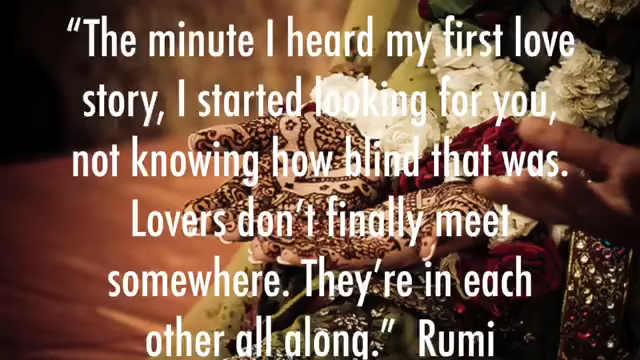 “The minute I heard my first love
story, I started looking for you,
not knowing how blind that was.
Lovers don’t finally meet
somewhere. They’re in each
other all along.” Rumi